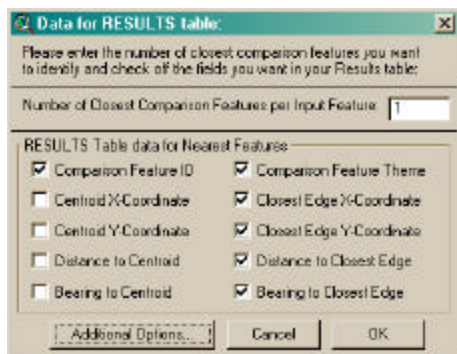 Data for RESULTS table:
Please enter the number of closest comparison features you want
to identify and check off the fields you want in your Results table:
Number of Closest Comparison Features per Input Feature: 1
RESULTS Table data for Nearest Features
Comparison Feature ID
Comparison Feature Theme
Centroid X-Coordinate
Closest Edge X-Coordinate
Centroid Y-Coordinate
Closest Edge Y-Coordinate
Distance to Centroid
Distance to Closest Edge
Bearing to Centroid
Bearing to Closest Edge
Additional Options...
Cancel
OK